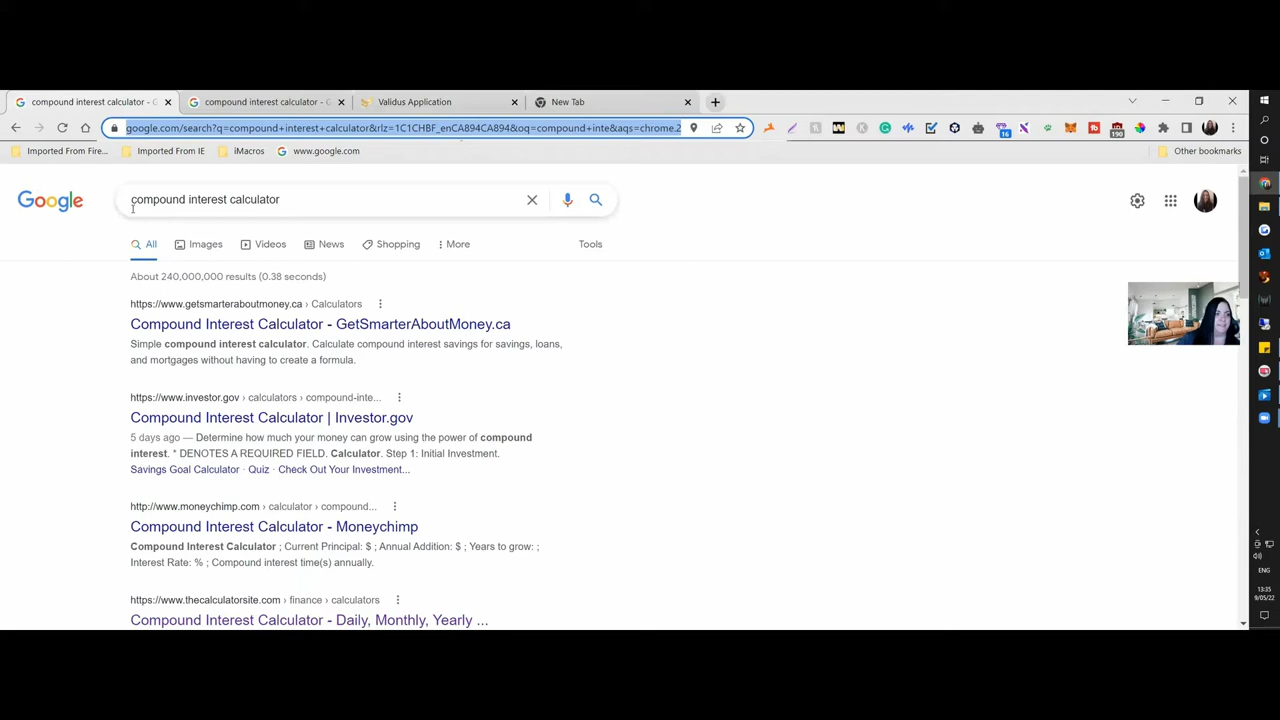 compound interest calculator - G
compound interest calculator - G
Validus Application
New Tab
google.com/search?q=compound+interest+calculator&rlz=1C1CHBF_enCA894CA894&oq=compound+inte&aqs=chrome.2
Imported From Fire...
Imported From IE
iMacros
www.google.com
Other bookmarks
Google
compound interest calculator
All
Images
Videos
News
Shopping
More
Tools
About 240,000,000 results (0.38 seconds)
https://www.getsmarteraboutmoney.ca › Calculators
Compound Interest Calculator - GetSmarterAboutMoney.ca
Simple compound interest calculator. Calculate compound interest savings for savings, loans,
and mortgages without having to create a formula.
https://www.investor.gov › calculators › compound-inte...
Compound Interest Calculator | Investor.gov
5 days ago — Determine how much your money can grow using the power of compound
interest. * DENOTES A REQUIRED FIELD. Calculator. Step 1: Initial Investment.
Savings Goal Calculator · Quiz · Check Out Your Investment...
http://www.moneychimp.com › calculator › compound...
Compound Interest Calculator - Moneychimp
Compound Interest Calculator ; Current Principal: $ ; Annual Addition: $ ; Years to grow: ;
Interest Rate: % ; Compound interest time(s) annually.
https://www.thecalculatorsite.com › finance › calculators
Compound Interest Calculator - Daily, Monthly, Yearly ...
16
190
ENG
13:35
9/05/22